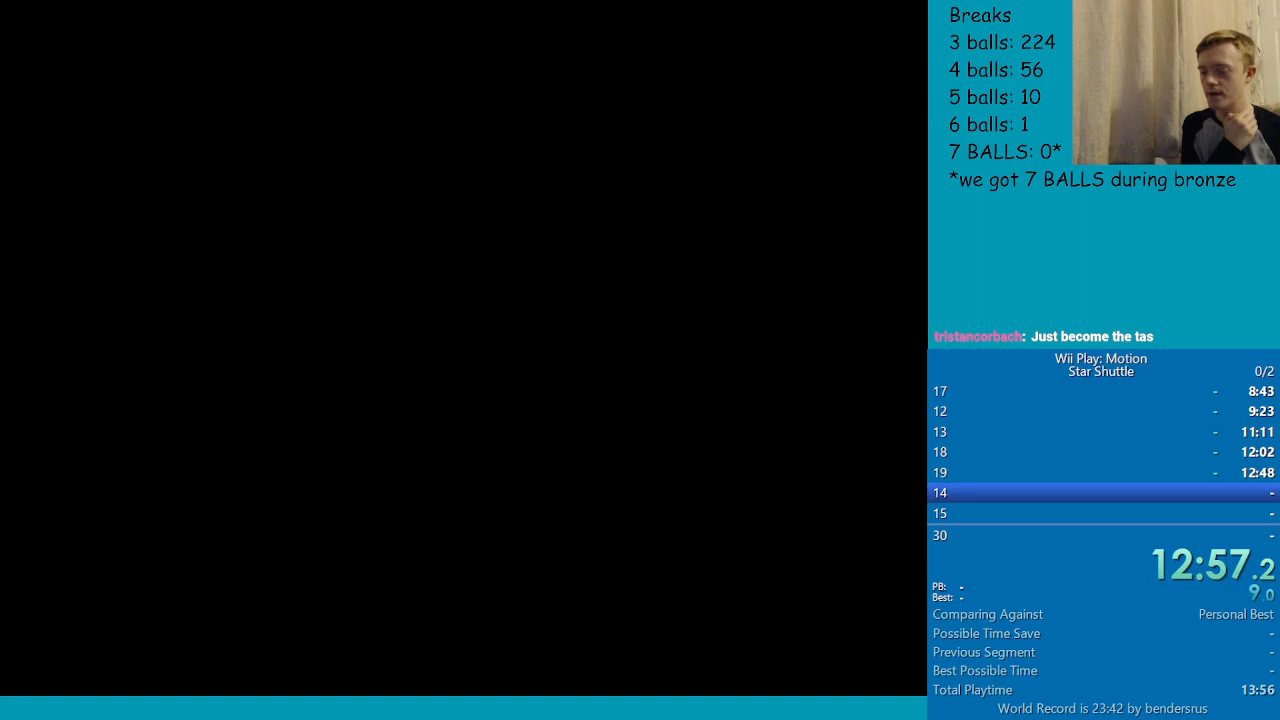 Breaks
3 balls: 224
4 balls: 56
5 balls: 10
6 balls: 1
7 BALLS: 0*
*we got 7 BALLS during bronze
tristancorbach: Just become the tas
Wii Play: Motion
Star Shuttle 0/2
17 - 8:43
12 - 9:23
13 - 11:11
18 - 12:02
19 - 12:48
14 -
15 -
30 -
12:57.2
PB: - 9.0
Best: -
Comparing Against Personal Best
Possible Time Save -
Previous Segment -
Best Possible Time -
Total Playtime 13:56
World Record is 23:42 by bendersrus